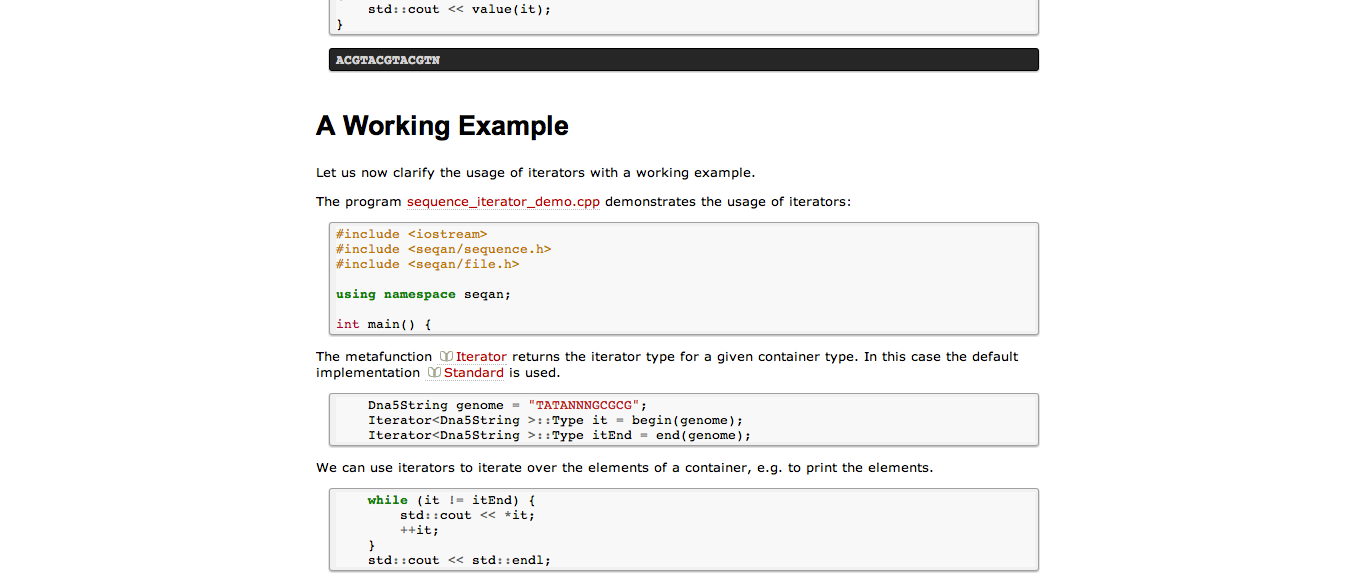 std::cout << value(it);
}
ACGTACGTACGTN
A Working Example
Let us now clarify the usage of iterators with a working example.
The program sequence_iterator_demo.cpp demonstrates the usage of iterators:
#include <iostream>
#include <seqan/sequence.h>
#include <seqan/file.h>
using namespace seqan;
int main() {
The metafunction Iterator returns the iterator type for a given container type. In this case the default
implementation Standard is used.
Dna5String genome = "TATANNNGCGCG";
Iterator<Dna5String >::Type it = begin(genome);
Iterator<Dna5String >::Type itEnd = end(genome);
We can use iterators to iterate over the elements of a container, e.g. to print the elements.
while (it != itEnd) {
std::cout << *it;
++it;
}
std::cout << std::endl;